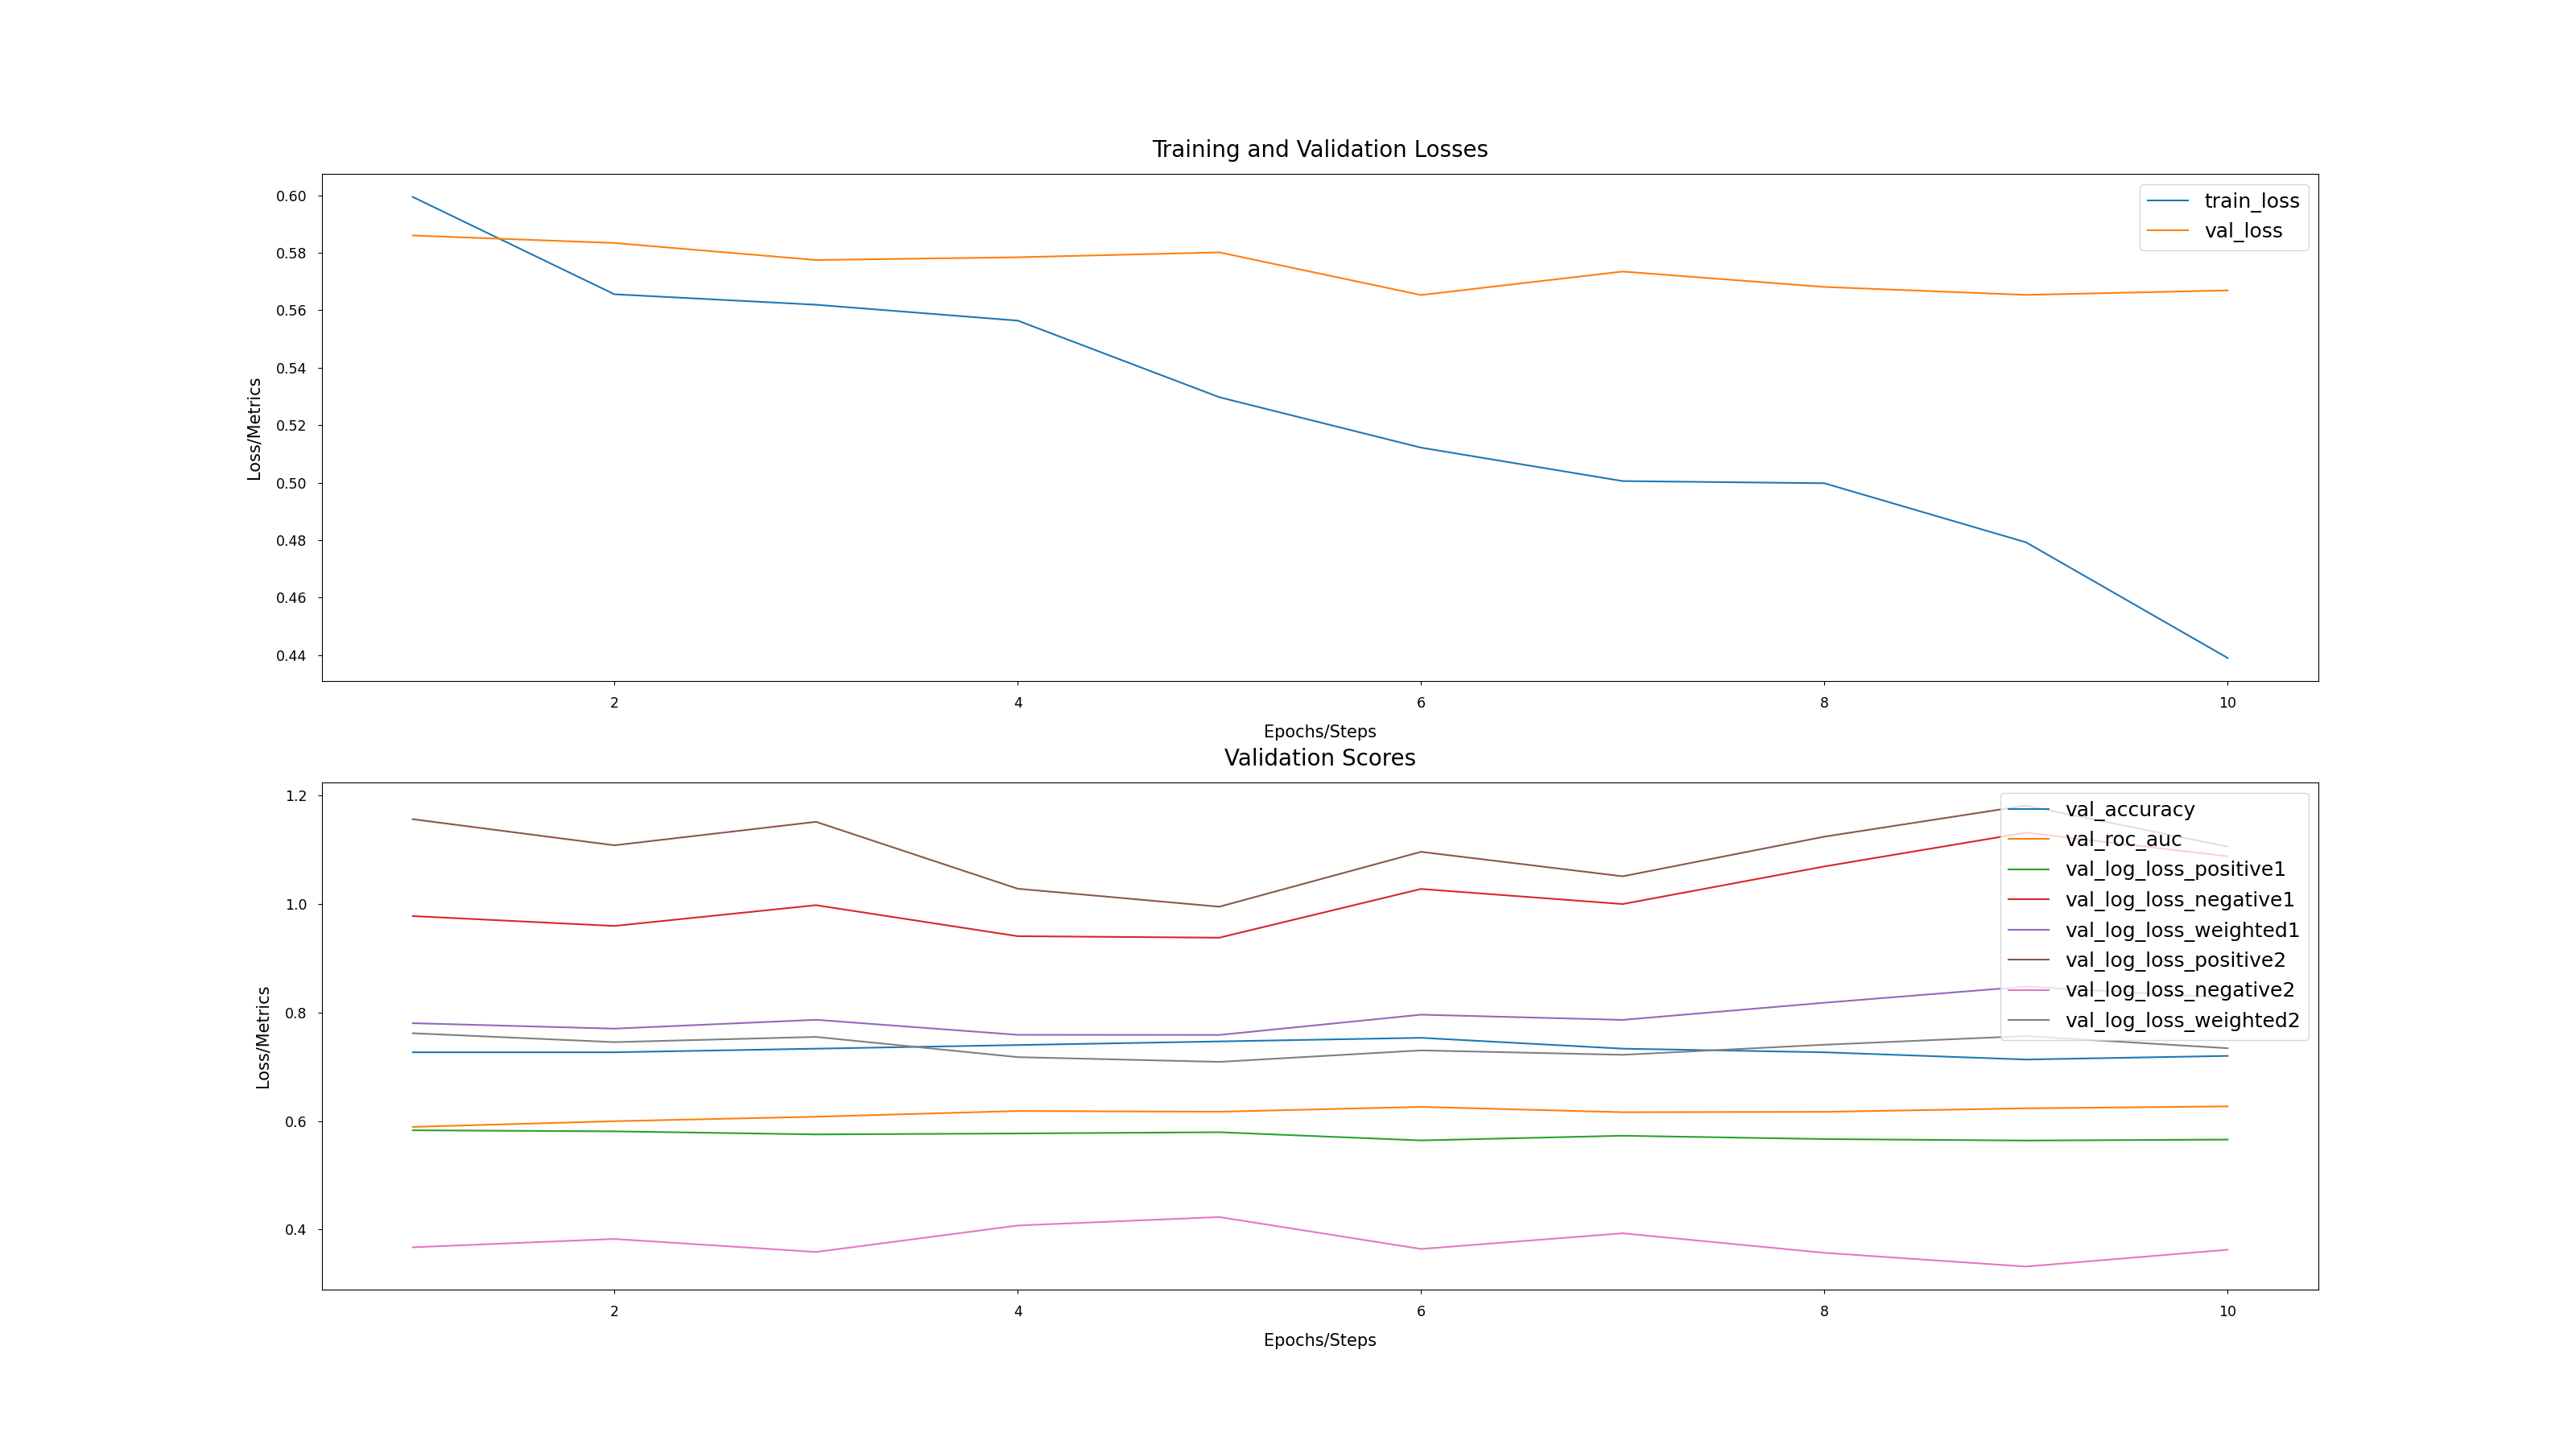 Training and Validation Losses
0.60
0.58
0.56
0.54
0.52
0.50
0.48
0.46
0.44
Loss/Metrics
train_loss
val_loss
2 4 6 8 10
Epochs/Steps
Validation Scores
1.2
1.0
0.8
0.6
0.4
Loss/Metrics
val_accuracy
val_roc_auc
val_log_loss_positive1
val_log_loss_negative1
val_log_loss_weighted1
val_log_loss_positive2
val_log_loss_negative2
val_log_loss_weighted2
2 4 6 8 10
Epochs/Steps